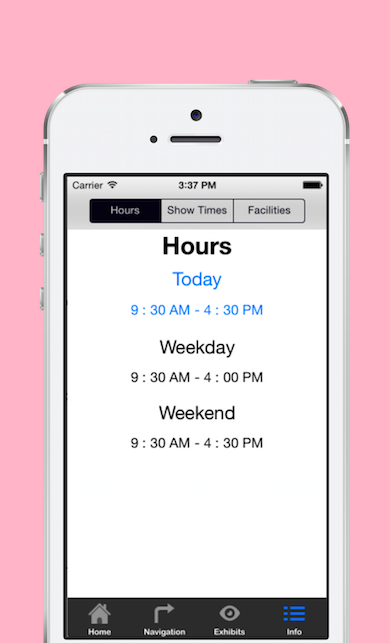 Carrier 3:37 PM
Hours Show Times Facilities
Hours
Today
9 : 30 AM - 4 : 30 PM
Weekday
9 : 30 AM - 4 : 00 PM
Weekend
9 : 30 AM - 4 : 30 PM
Home Navigation Exhibits Info